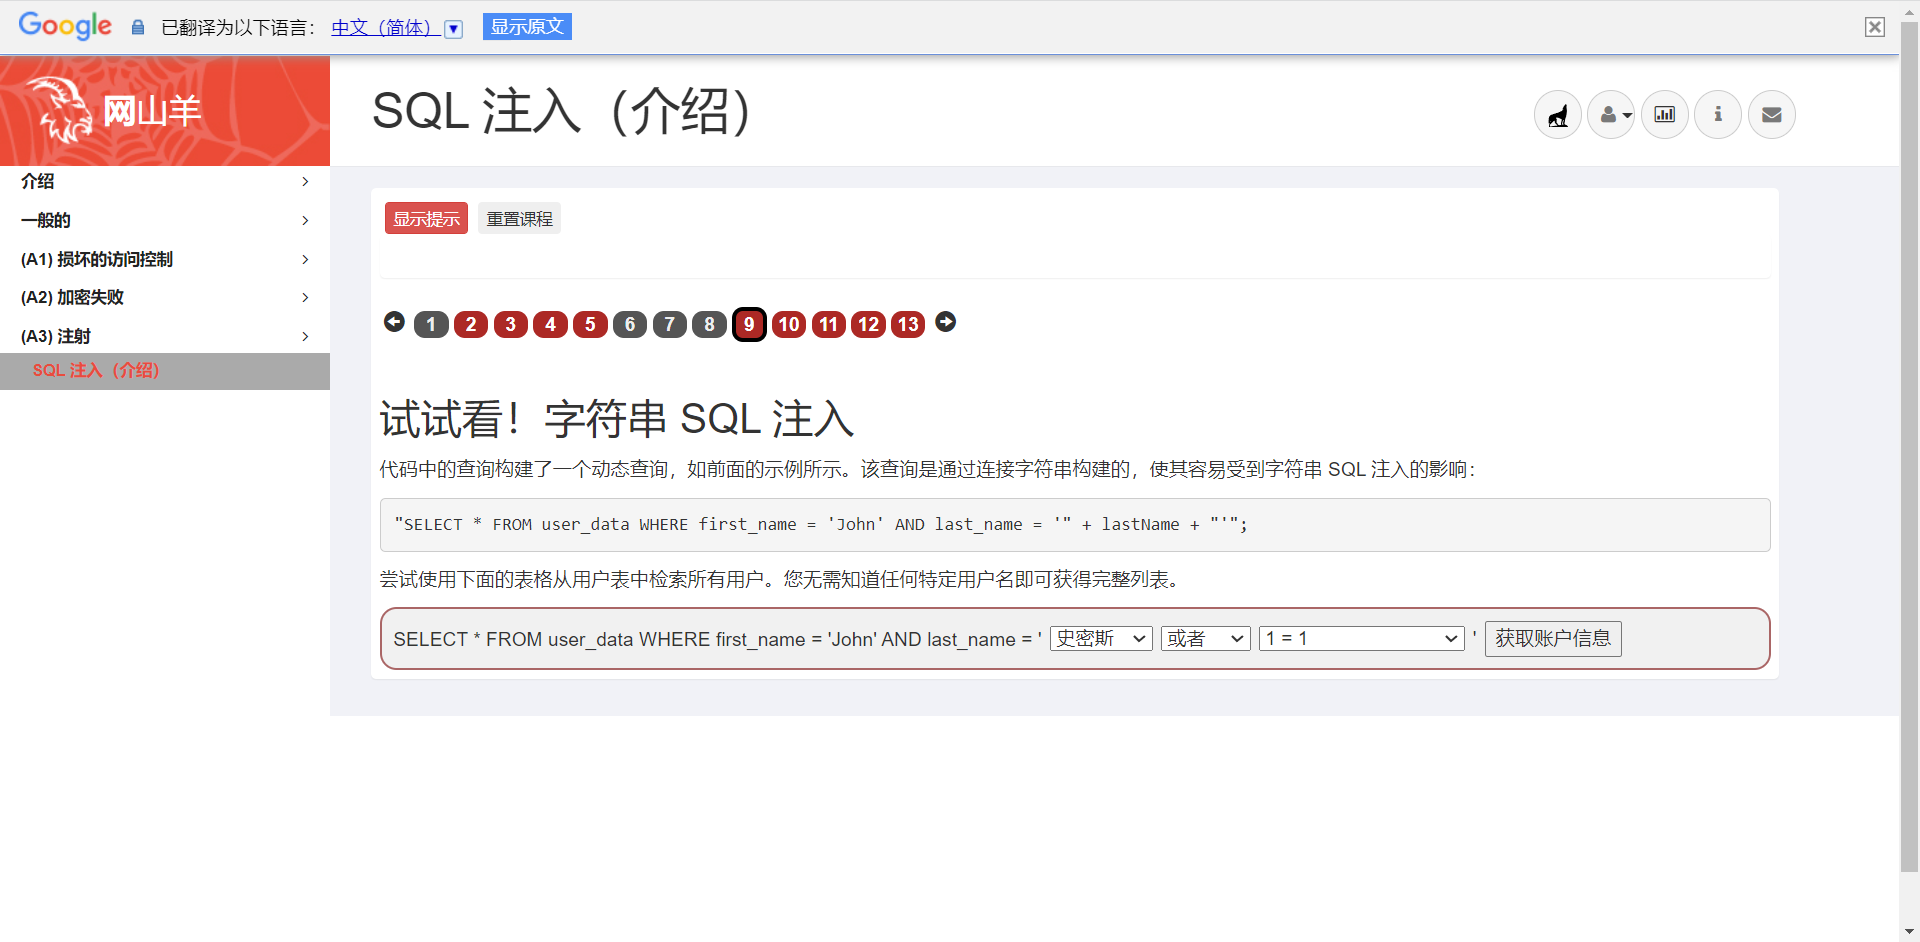 Google 已翻译为以下语言： 中文（简体） 显示原文
网山羊
SQL 注入（介绍）
介绍
一般的
(A1) 损坏的访问控制
(A2) 加密失败
(A3) 注射
SQL 注入（介绍）
显示提示 重置课程
1 2 3 4 5 6 7 8 9 10 11 12 13
试试看！字符串 SQL 注入
代码中的查询构建了一个动态查询，如前面的示例所示。该查询是通过连接字符串构建的，使其容易受到字符串 SQL 注入的影响：
"SELECT * FROM user_data WHERE first_name = 'John' AND last_name = '" + lastName + "'";
尝试使用下面的表格从用户表中检索所有用户。您无需知道任何特定用户名即可获得完整列表。
SELECT * FROM user_data WHERE first_name = 'John' AND last_name = ' 史密斯 或者 1 = 1 ' 获取账户信息